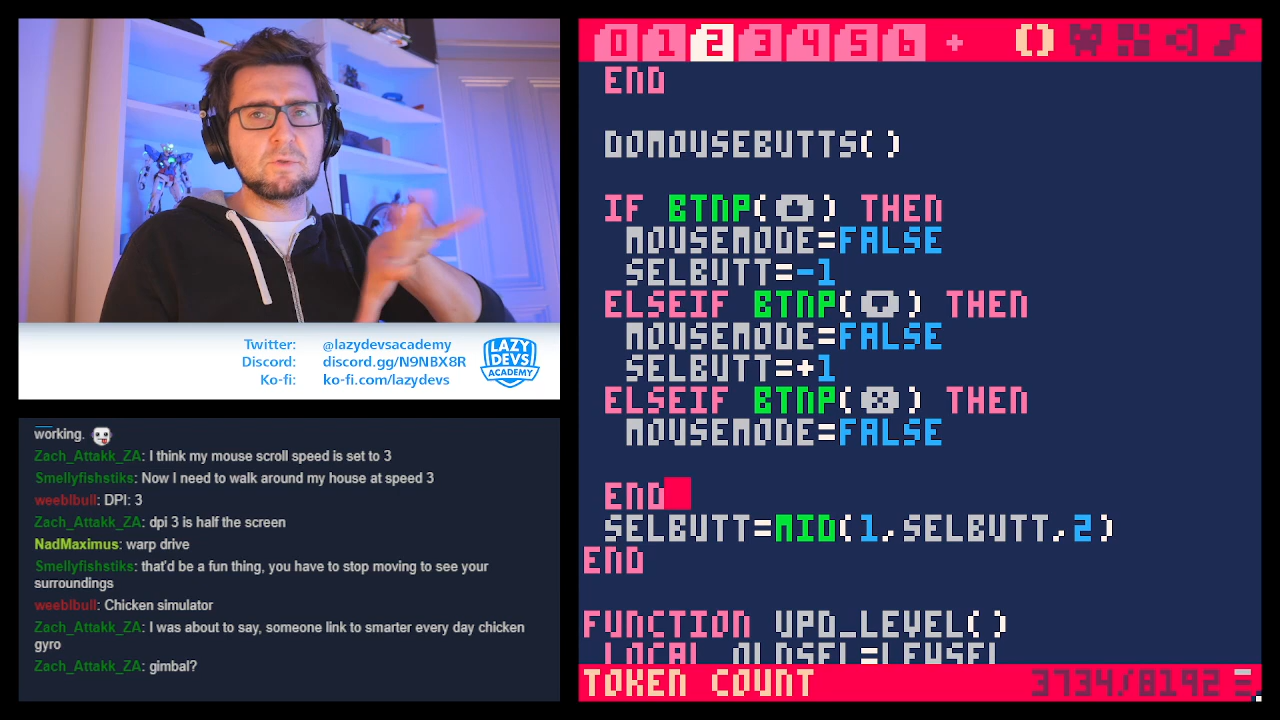 Twitter: @lazydevsacademy
Discord: discord.gg/N9NBX8R
Ko-fi: ko-fi.com/lazydevs
LAZY
DEVS
ACADEMY
working.
Zach_Attakk_ZA: I think my mouse scroll speed is set to 3
Smellyfishstiks: Now I need to walk around my house at speed 3
weeblbull: DPI: 3
Zach_Attakk_ZA: dpi 3 is half the screen
NadMaximus: warp drive
Smellyfishstiks: that'd be a fun thing, you have to stop moving to see your
surroundings
weeblbull: Chicken simulator
Zach_Attakk_ZA: I was about to say, someone link to smarter every day chicken
gyro
Zach_Attakk_ZA: gimbal?
0 1 2 3 4 5 6 +
END
DOMOUSEBUTTS()
IF BTNP(⬆️) THEN
MOUSEMODE=FALSE
SELBUTT=-1
ELSEIF BTNP(⬇️) THEN
MOUSEMODE=FALSE
SELBUTT=+1
ELSEIF BTNP(❎) THEN
MOUSEMODE=FALSE
END
SELBUTT=MID(1,SELBUTT,2)
END
FUNCTION UPD_LEVEL()
LOCAL OLDSEL=LEVSEL
TOKEN COUNT 3734/8192